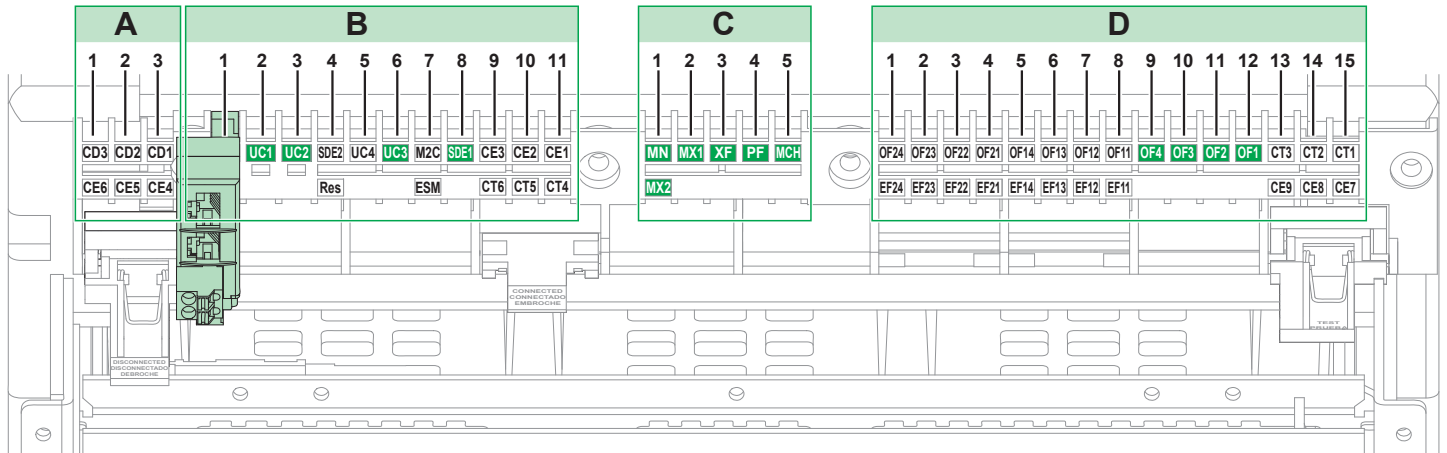 A B C D
1 2 3 1 2 3 4 5 6 7 8 9 10 11 1 2 3 4 5 1 2 3 4 5 6 7 8 9 10 11 12 13 14 15
CD3 CD2 CD1 UC1 UC2 SDE2 UC4 UC3 M2C SDE1 CE3 CE2 CE1 MN MX1 XF PF MCH OF24 OF23 OF22 OF21 OF14 OF13 OF12 OF11 OF4 OF3 OF2 OF1 CT3 CT2 CT1
CE6 CE5 CE4 Res ESM CT6 CT5 CT4 MX2 EF24 EF23 EF22 EF21 EF14 EF13 EF12 EF11 CE9 CE8 CE7
CONNECTED
CONNECTADO
EMBROCHE
TEST
PRUEBA
DISCONNECTED
DISCONNECTADO
DEBROCHE